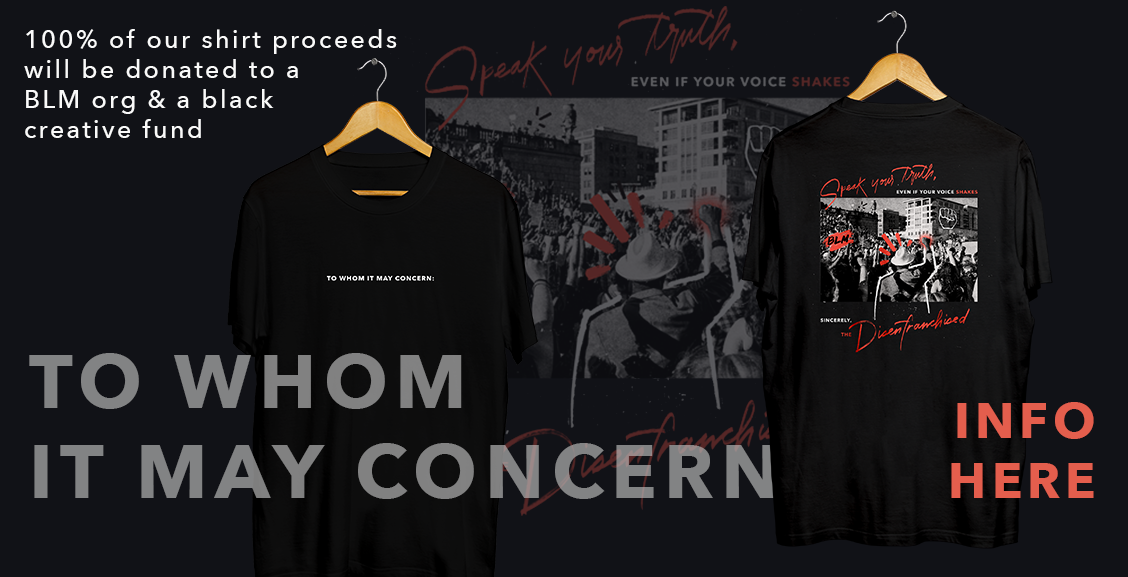 100% of our shirt proceeds
will be donated to a
BLM org & a black
creative fund
Speak your Truth,
EVEN IF YOUR VOICE SHAKES
TO WHOM IT MAY CONCERN:
Speak your Truth,
EVEN IF YOUR VOICE SHAKES
BLM
SINCERELY,
THE Disenfranchised
TO WHOM
IT MAY CONCERN
Disenfranchi
INFO
HERE